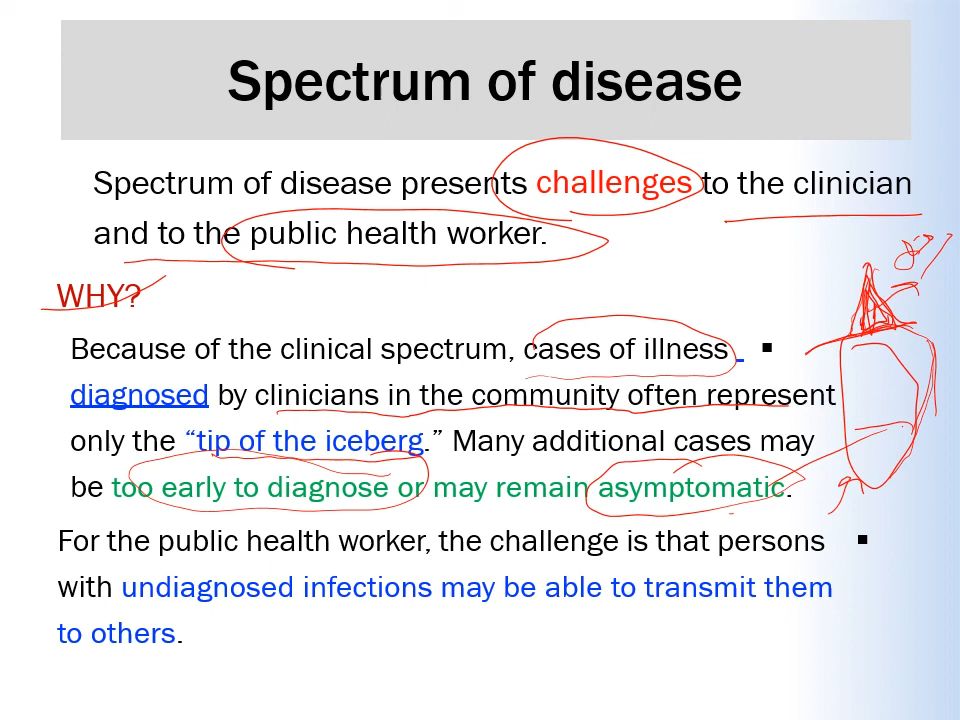 Spectrum of disease
Spectrum of disease presents challenges to the clinician
and to the public health worker.
WHY?
Because of the clinical spectrum, cases of illness ▪
diagnosed by clinicians in the community often represent
only the “tip of the iceberg.” Many additional cases may
be too early to diagnose or may remain asymptomatic.
For the public health worker, the challenge is that persons ▪
with undiagnosed infections may be able to transmit them
to others.